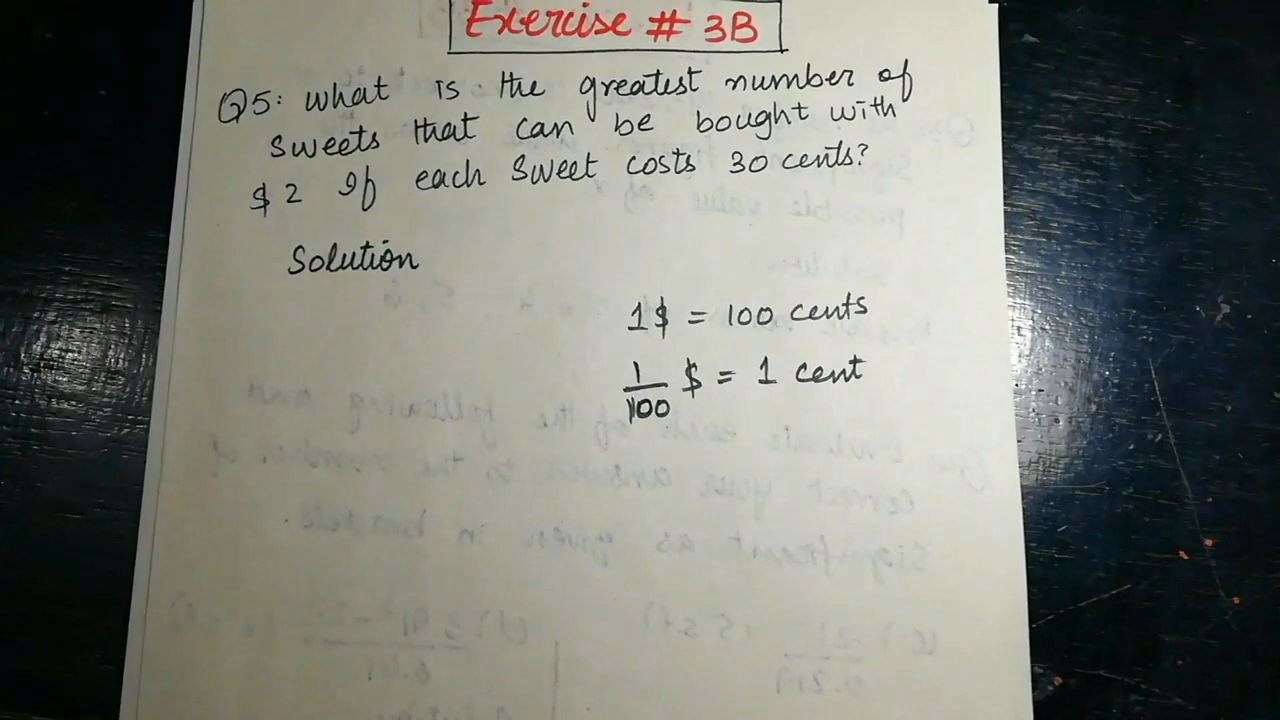 Exercise # 3B
Q5: What is the greatest number of
sweets that can be bought with
$ 2 If each sweet costs 30 cents?
Solution
1$ = 100 cents
1/100 $ = 1 cent